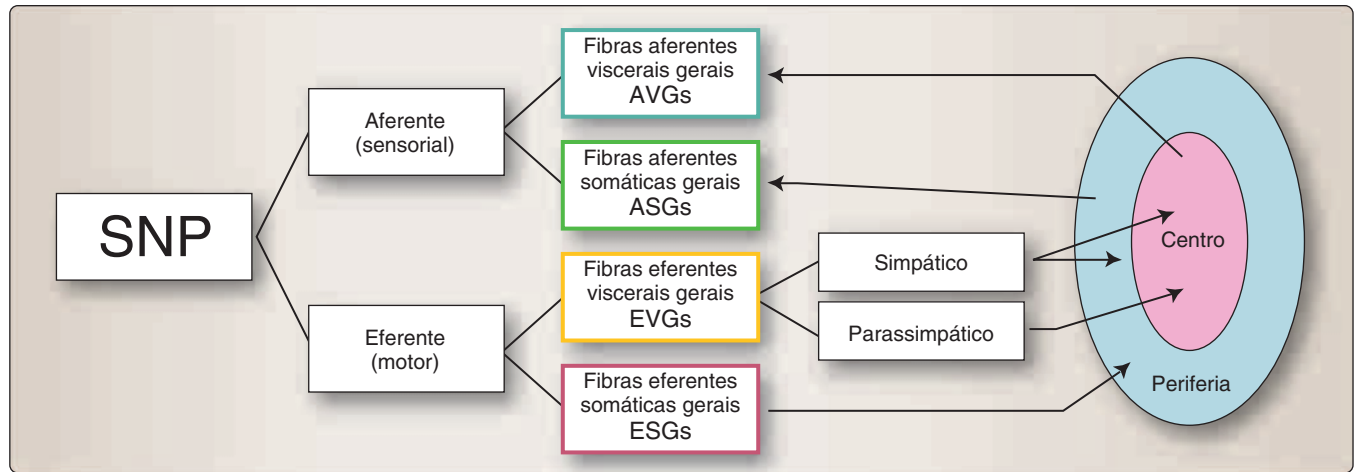 SNP
Aferente
(sensorial)
Eferente
(motor)
Fibras aferentes
viscerais gerais
AVGs
Fibras aferentes
somáticas gerais
ASGs
Fibras eferentes
viscerais gerais
EVGs
Fibras eferentes
somáticas gerais
ESGs
Simpático
Parassimpático
Centro
Periferia